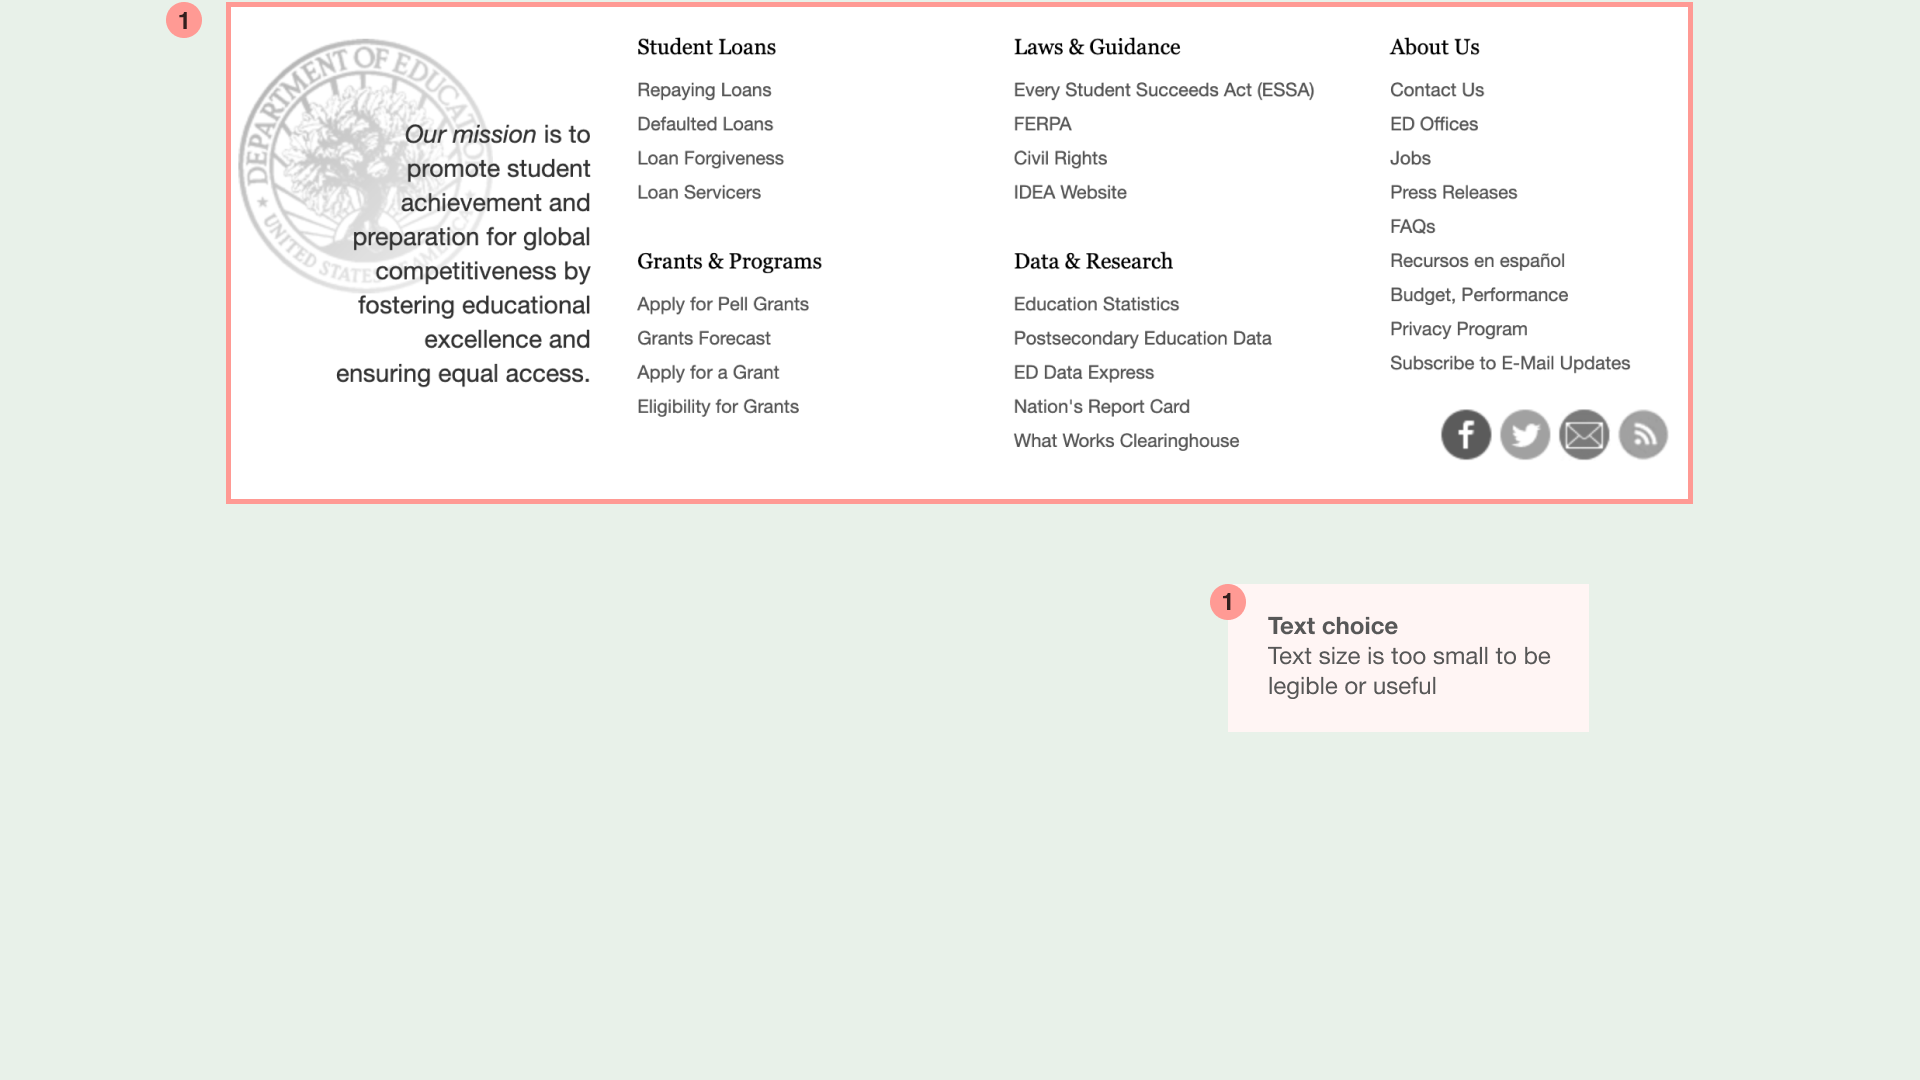 1
DEPARTMENT OF EDUCATION
UNITED STATES OF AMERICA
Our mission is to
promote student
achievement and
preparation for global
competitiveness by
fostering educational
excellence and
ensuring equal access.
Student Loans
Repaying Loans
Defaulted Loans
Loan Forgiveness
Loan Servicers
Grants & Programs
Apply for Pell Grants
Grants Forecast
Apply for a Grant
Eligibility for Grants
Laws & Guidance
Every Student Succeeds Act (ESSA)
FERPA
Civil Rights
IDEA Website
Data & Research
Education Statistics
Postsecondary Education Data
ED Data Express
Nation's Report Card
What Works Clearinghouse
About Us
Contact Us
ED Offices
Jobs
Press Releases
FAQs
Recursos en español
Budget, Performance
Privacy Program
Subscribe to E-Mail Updates
1
Text choice
Text size is too small to be
legible or useful